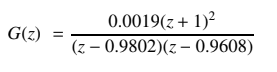 G(z) = 0.0019(z + 1)² / (z − 0.9802)(z − 0.9608)